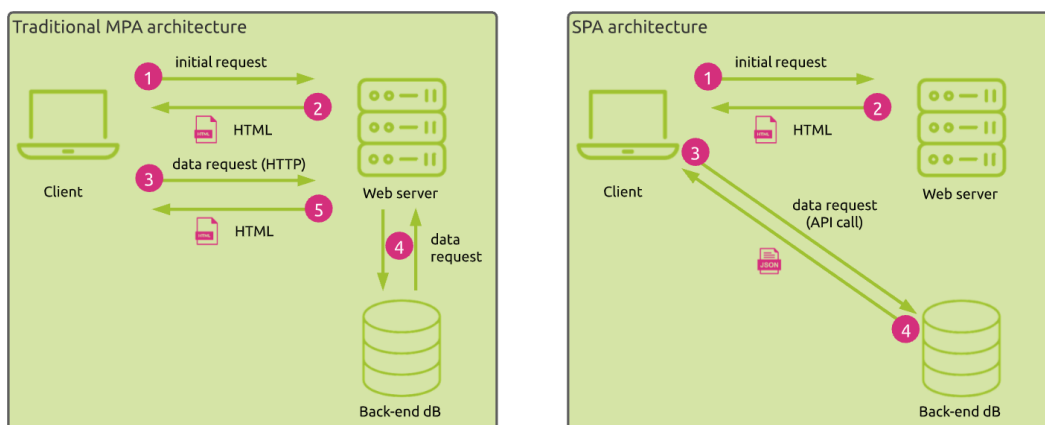 Traditional MPA architecture
1
initial request
2
HTML
HTML
Client
3
data request (HTTP)
5
HTML
HTML
Web server
4
data
request
Back-end dB
SPA architecture
1
initial request
2
HTML
HTML
Client
3
Web server
data request
(API call)
JSON
4
Back-end dB